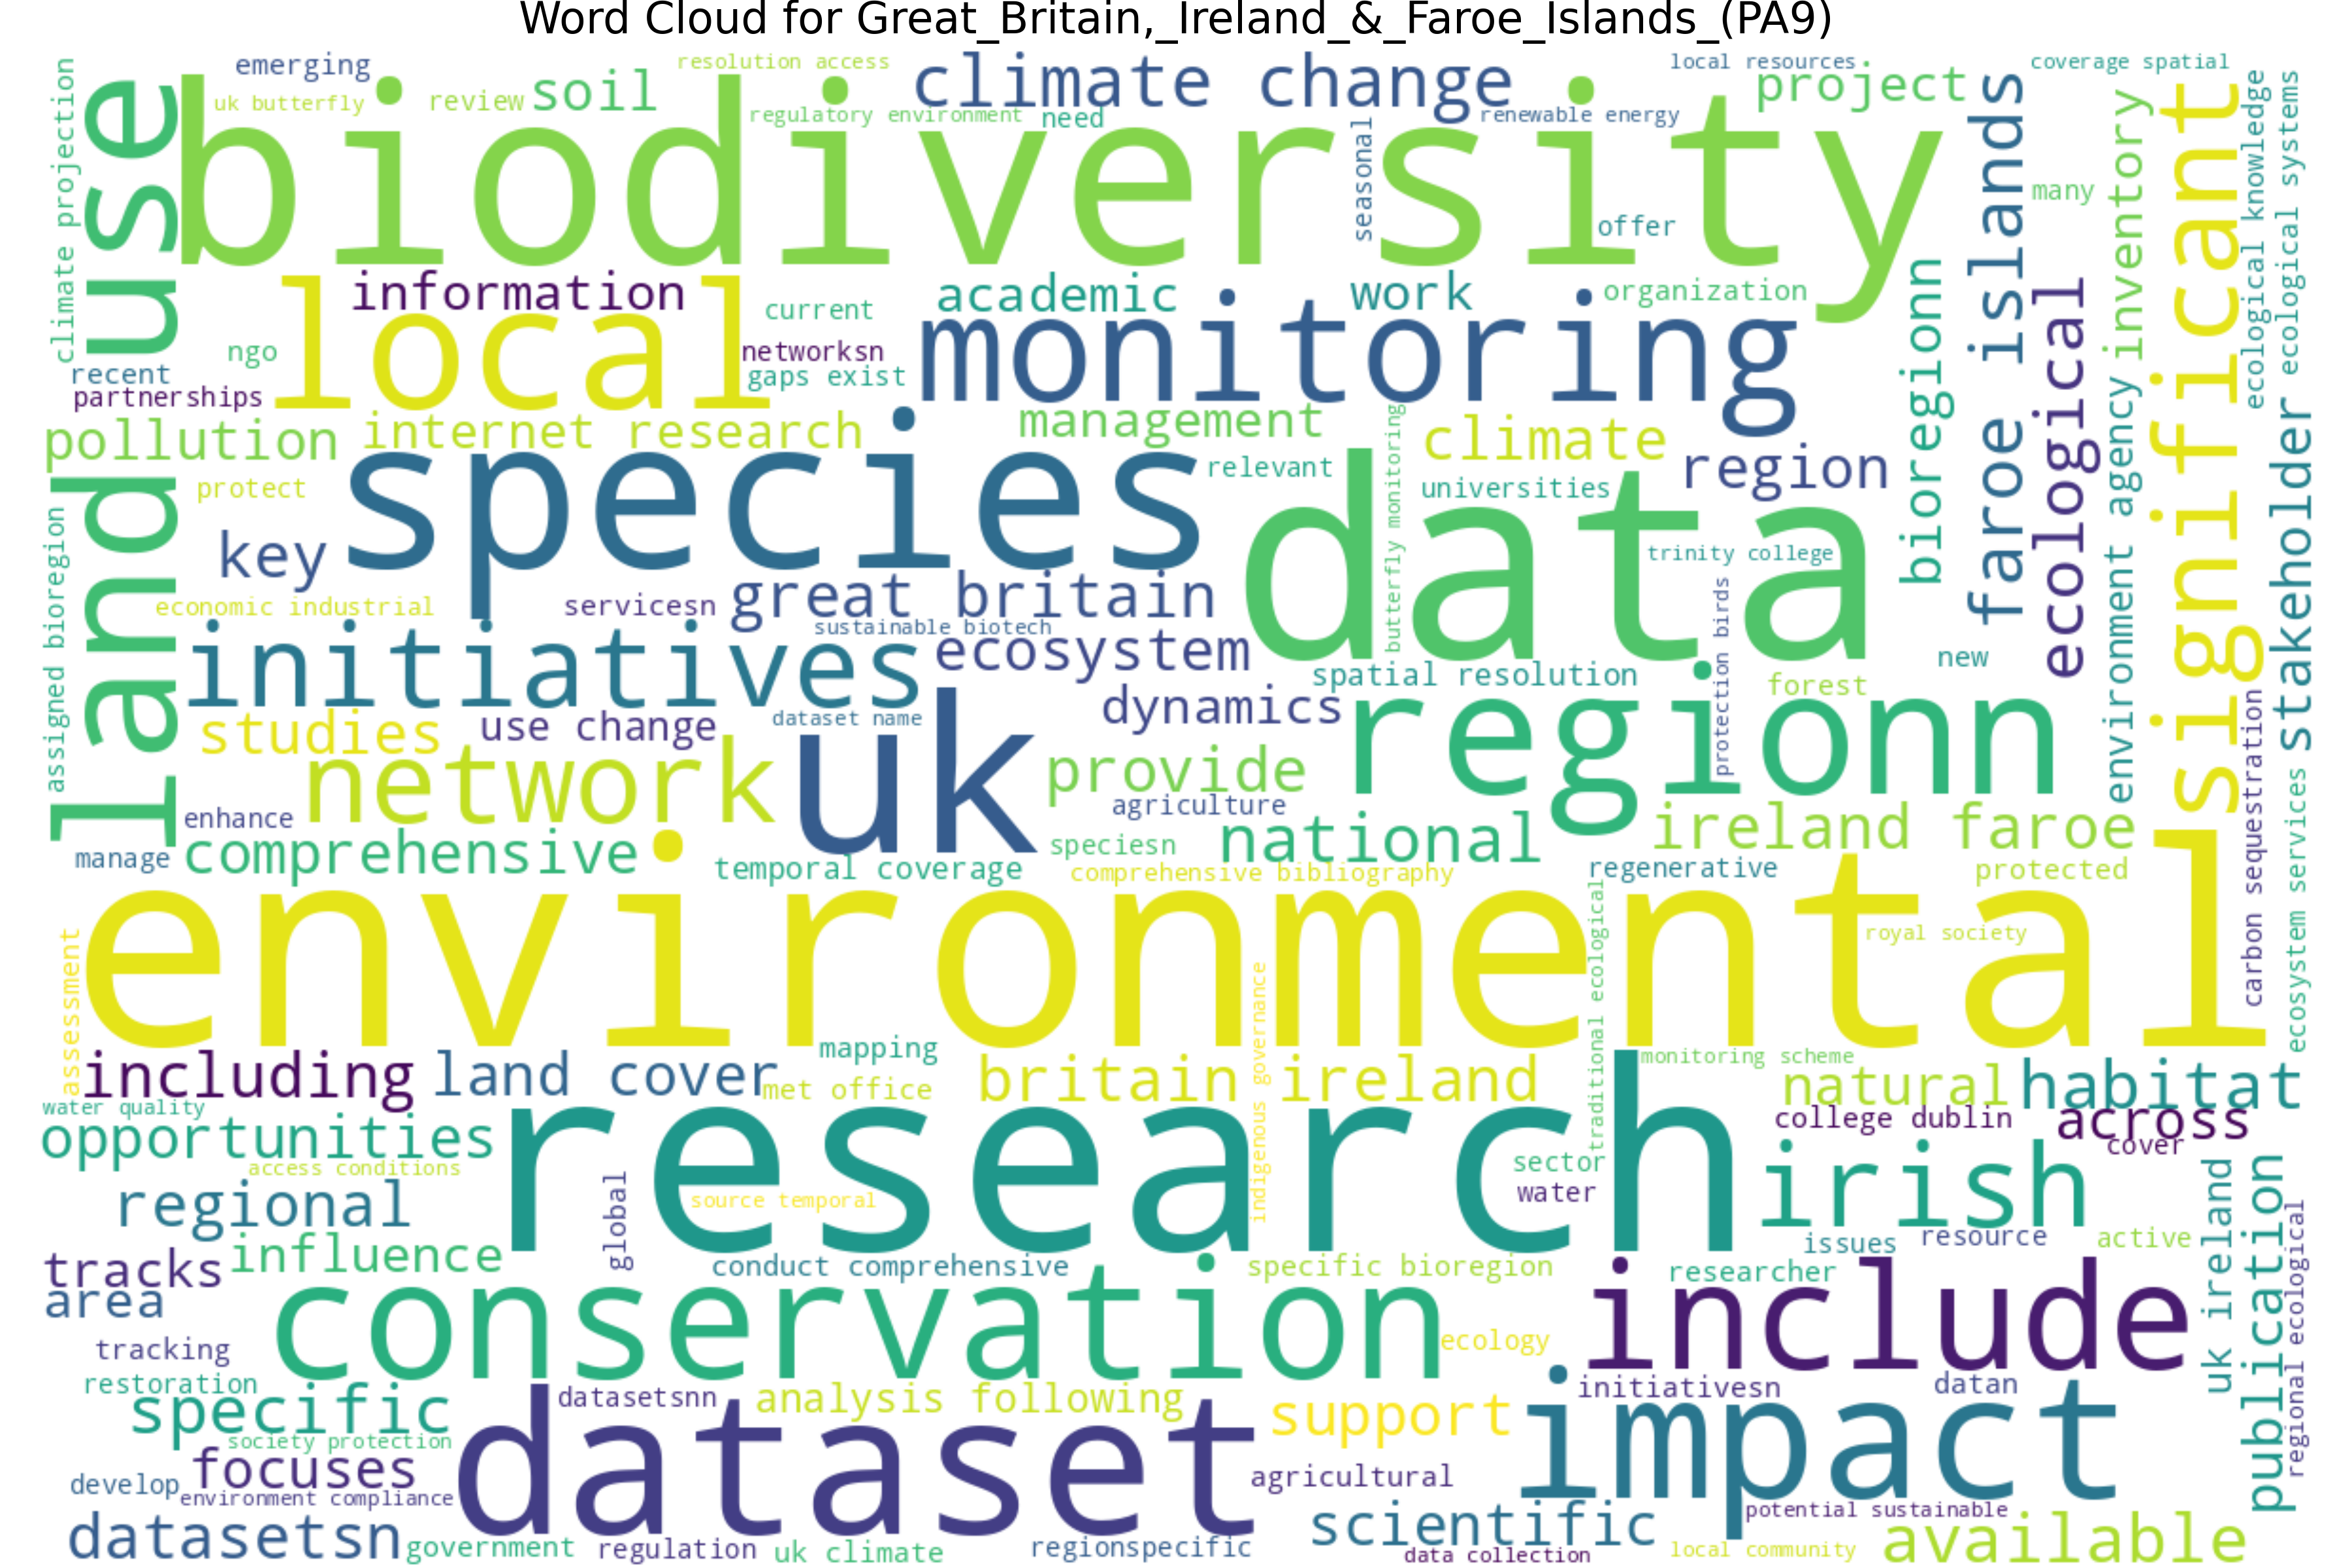 Word Cloud for Great_Britain,_Ireland_&_Faroe_Islands_(PA9)
emerging
resolution access
climate change
local resources
coverage spatial
uk butterfly
review
soil
regulatory environment
need
renewable energy
project
biodiversity
use
climate projection
seasonal
offer
many
faroe islands
inventory
significant
ecological knowledge
ecological systems
information
academic
work
organization
current
local
monitoring
bioregionn
ecological
ngo
networksn
recent
gaps exist
partnerships
pollution
internet research
management
climate
region
environment agency
stakeholder
protect
species
relevant
universities
butterfly monitoring
data
key
trinity college
land
assigned bioregion
economic industrial
servicesn
great britain
sustainable biotech
initiatives
ecosystem
protection birds
new
spatial resolution
forest
dynamics
regionn
studies
use change
dataset name
network
uk
provide
agriculture
enhance
national
ireland faroe
speciesn
manage
comprehensive
temporal coverage
comprehensive bibliography
regenerative
protected
carbon sequestration
ecosystem services
environmental
royal society
assessment
indigenous governance
traditional ecological
mapping
including
land cover
met office
britain ireland
monitoring scheme
natural
habitat
water quality
opportunities
research
college dublin
across
cover
access conditions
sector
irish
regional
global
source temporal
water
uk ireland
publication
regional ecological
issues
resource
active
tracks
influence
conduct comprehensive
specific bioregion
researcher
area
conservation
include
tracking
ecology
restoration
specific
datasetsnn
analysis following
support
initiativesn
datan
society protection
dataset
impact
focuses
develop
environment compliance
agricultural
potential sustainable
datasetsn
government
regulation
uk climate
regionspecific
scientific
data collection
local community
available